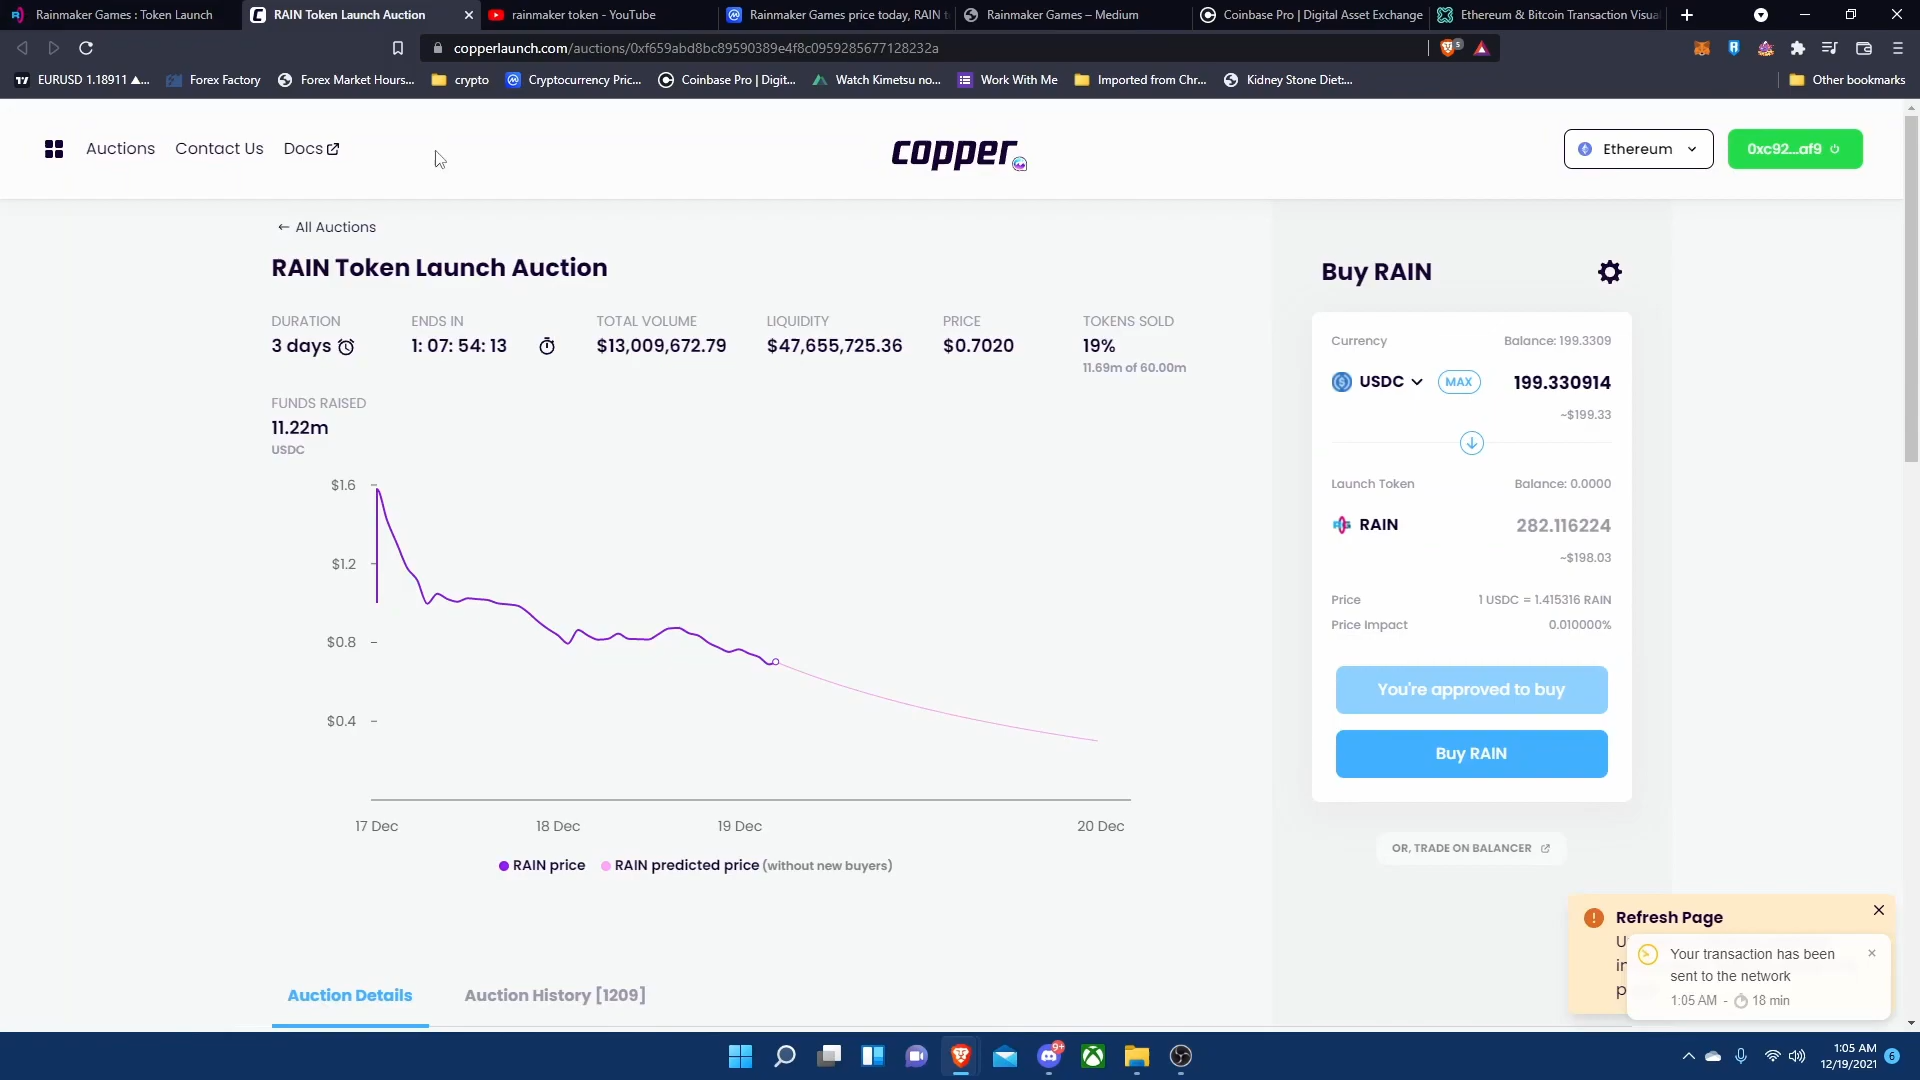 Rainmaker Games : Token Launch
RAIN Token Launch Auction
rainmaker token - YouTube
Rainmaker Games price today, RAIN t
Rainmaker Games – Medium
Coinbase Pro | Digital Asset Exchange
Ethereum & Bitcoin Transaction Visual
copperlaunch.com/auctions/0xf659abd8bc89590389e4f8c0959285677128232a
5
EURUSD 1.18911 ▲...
Forex Factory
Forex Market Hours...
crypto
Cryptocurrency Pric...
Coinbase Pro | Digit...
Watch Kimetsu no...
Work With Me
Imported from Chr...
Kidney Stone Diet:...
Other bookmarks
Auctions
Contact Us
Docs
copper
Ethereum
0xc92...af9
← All Auctions
RAIN Token Launch Auction
DURATION
3 days
ENDS IN
1: 07: 54: 13
TOTAL VOLUME
$13,009,672.79
LIQUIDITY
$47,655,725.36
PRICE
$0.7020
TOKENS SOLD
19%
11.69m of 60.00m
FUNDS RAISED
11.22m
USDC
$1.6
$1.2
$0.8
$0.4
17 Dec
18 Dec
19 Dec
20 Dec
RAIN price
RAIN predicted price (without new buyers)
Auction Details
Auction History [1209]
Buy RAIN
Currency
Balance: 199.3309
USDC
MAX
199.330914
~$199.33
Launch Token
Balance: 0.0000
RAIN
282.116224
~$198.03
Price
1 USDC = 1.415316 RAIN
Price Impact
0.010000%
You're approved to buy
Buy RAIN
OR, TRADE ON BALANCER
Refresh Page
Your transaction has been
sent to the network
1:05 AM - 18 min
9+
1:05 AM
12/19/2021
6